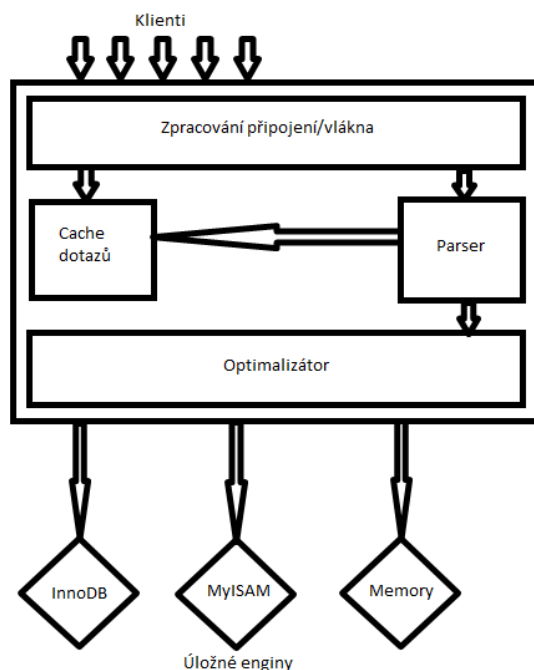 Klienti
Zpracování připojení/vlákna
Cache
dotazů
Parser
Optimalizátor
InnoDB
MyISAM
Memory
Úložné enginy